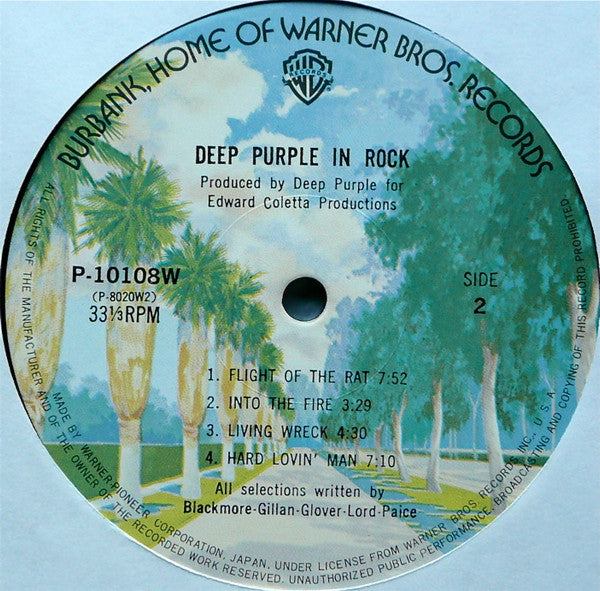 BURBANK, HOME OF WARNER BROS. RECORDS
RECORDS
DEEP PURPLE IN ROCK
Produced by Deep Purple for
Edward Coletta Productions
P-10108W
(P-8020W2)
33⅓RPM
SIDE
2
1. FLIGHT OF THE RAT 7:52
2. INTO THE FIRE 3:29
3. LIVING WRECK 4:30
4. HARD LOVIN' MAN 7:10
All selections written by
Blackmore-Gillan-Glover-Lord-Paice
MADE BY WARNER-PIONEER CORPORATION, JAPAN. UNDER LICENSE FROM WARNER BROS RECORDS INC., U.S.A.
ALL RIGHTS OF THE MANUFACTURER AND OF THE OWNER OF THE RECORDED WORK RESERVED. UNAUTHORIZED PUBLIC PERFORMANCE, BROADCASTING AND COPYING OF THIS RECORD PROHIBITED